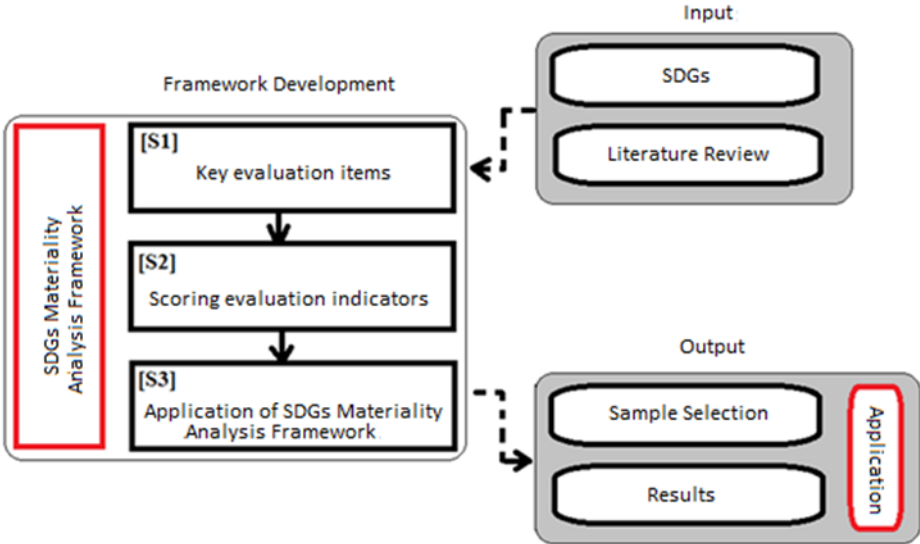 Input
SDGs
Literature Review
Framework Development
SDGs Materiality
Analysis Framework
[S1]
Key evaluation items
[S2]
Scoring evaluation indicators
[S3]
Application of SDGs Materiality
Analysis Framework
Output
Sample Selection
Results
Application